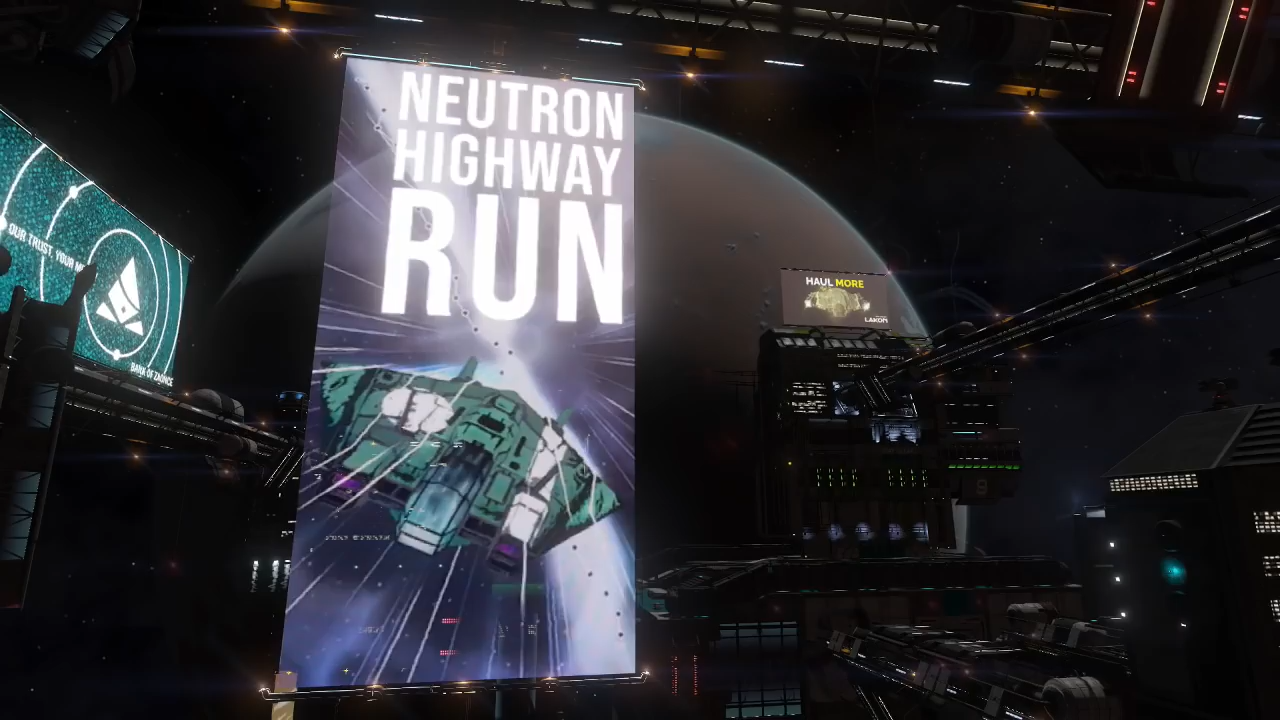 NEUTRON
HIGHWAY
RUN
OUR TRUST. YOUR
BANK OF ZAONCE
HAUL MORE
LAKON